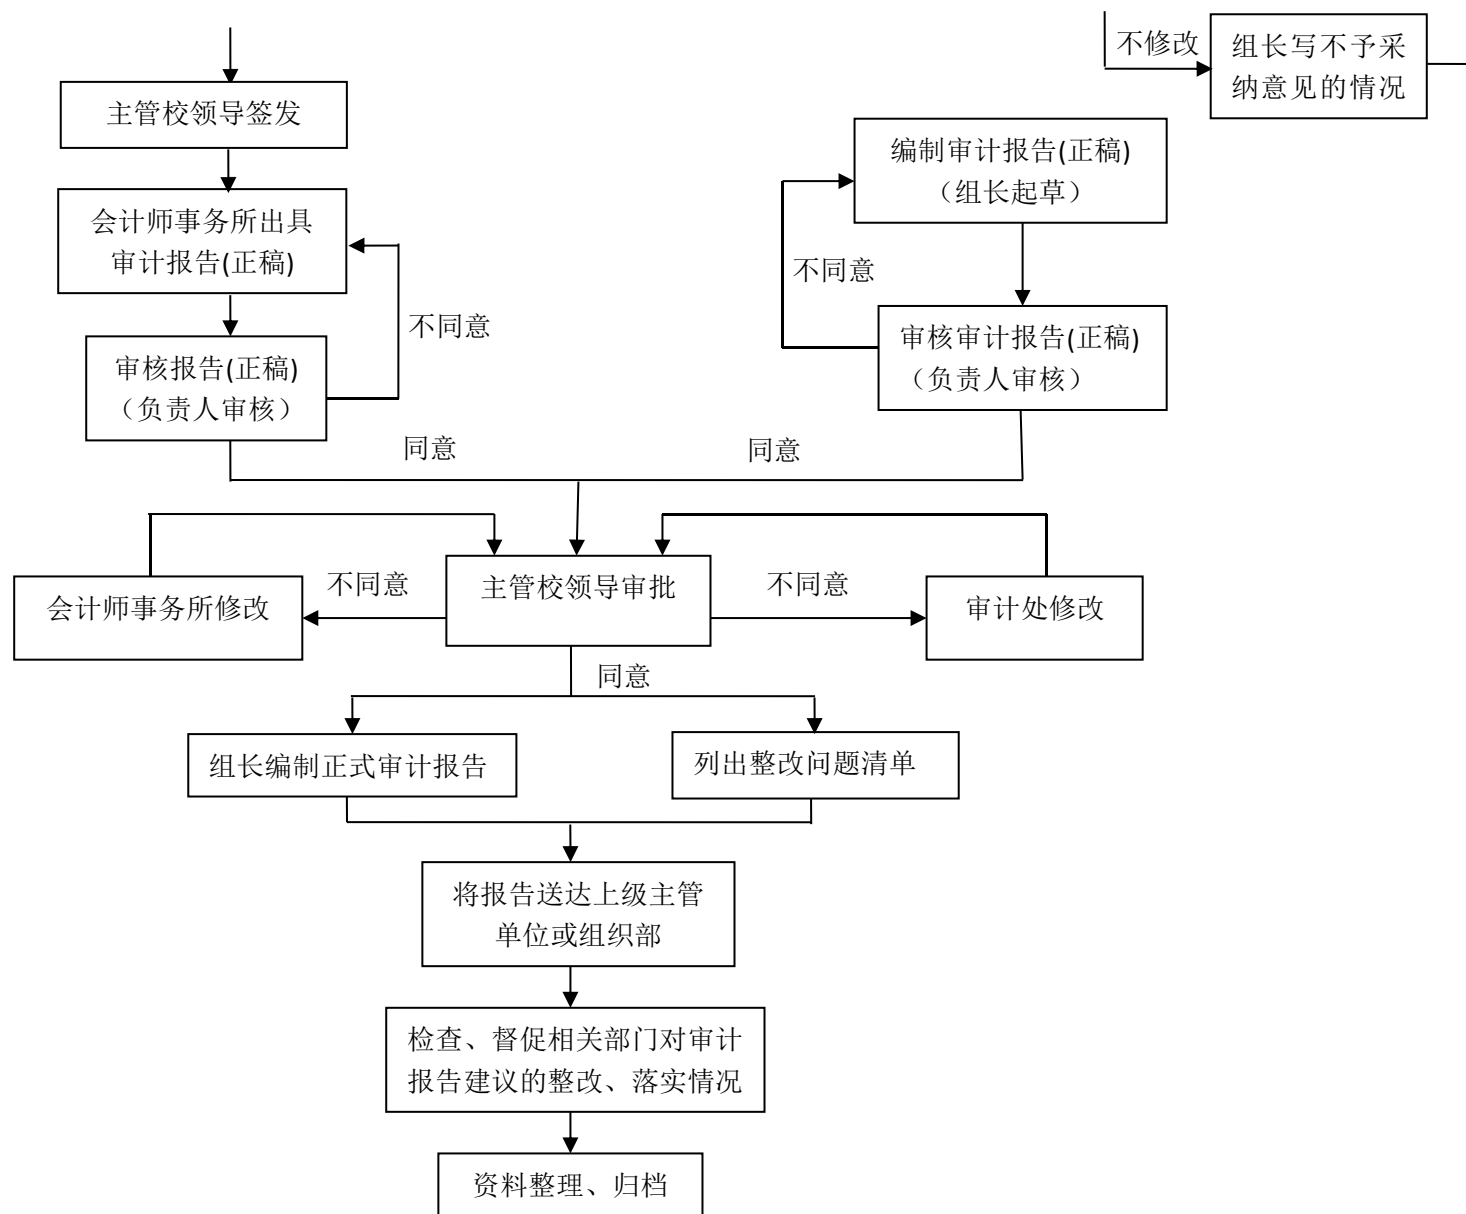 不修改
组长写不予采
纳意见的情况
主管校领导签发
编制审计报告(正稿)
（组长起草）
会计师事务所出具
审计报告(正稿)
不同意
不同意
审核报告(正稿)
（负责人审核）
审核审计报告(正稿)
（负责人审核）
同意
同意
不同意
主管校领导审批
不同意
会计师事务所修改
审计处修改
同意
组长编制正式审计报告
列出整改问题清单
将报告送达上级主管
单位或组织部
检查、督促相关部门对审计
报告建议的整改、落实情况
资料整理、归档